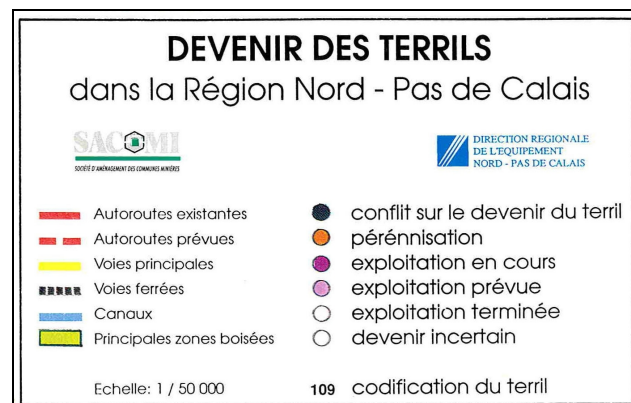 DEVENIR DES TERRILS
dans la Région Nord - Pas de Calais
SACOMI
SOCIÉTÉ D'AMÉNAGEMENT DES COMMUNES MINIÈRES
DIRECTION REGIONALE
DE L'EQUIPEMENT
NORD - PAS DE CALAIS
Autoroutes existantes
Autoroutes prévues
Voies principales
Voies ferrées
Canaux
Principales zones boisées
Echelle: 1 / 50 000
conflit sur le devenir du terril
pérénnisation
exploitation en cours
exploitation prévue
exploitation terminée
devenir incertain
109 codification du terril